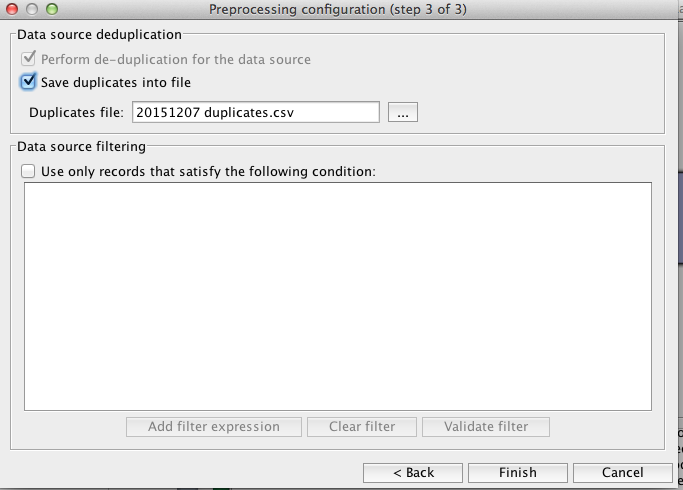 Preprocessing configuration (step 3 of 3)
Data source deduplication
Perform de-duplication for the data source
Save duplicates into file
Duplicates file: 20151207 duplicates.csv ...
Data source filtering
Use only records that satisfy the following condition:
Add filter expression Clear filter Validate filter
< Back Finish Cancel